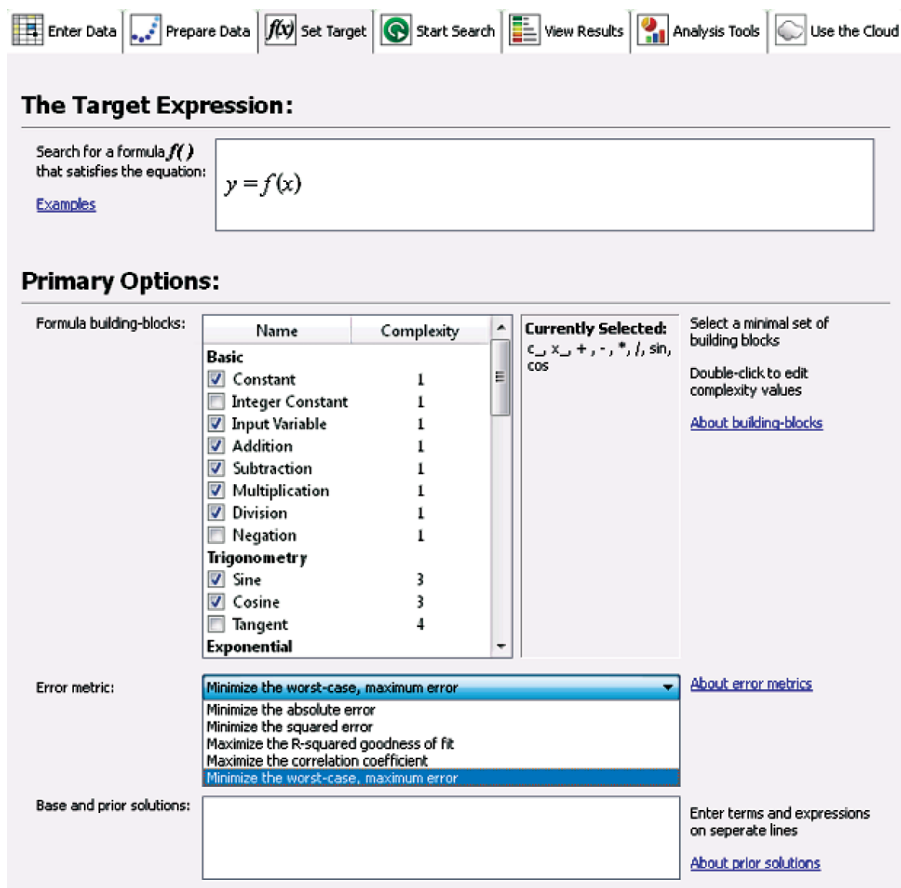 Enter Data Prepare Data f(x) Set Target Start Search View Results Analysis Tools Use the Cloud
The Target Expression:
Search for a formula f( )
that satisfies the equation:
Examples
y = f(x)
Primary Options:
Formula building-blocks:
Name Complexity
Basic
Constant 1
Integer Constant 1
Input Variable 1
Addition 1
Subtraction 1
Multiplication 1
Division 1
Negation 1
Trigonometry
Sine 3
Cosine 3
Tangent 4
Exponential
Currently Selected:
c_, x_, + , - , *, /, sin,
cos
Select a minimal set of
building blocks
Double-click to edit
complexity values
About building-blocks
Error metric:
Minimize the worst-case, maximum error
Minimize the absolute error
Minimize the squared error
Maximize the R-squared goodness of fit
Maximize the correlation coefficient
Minimize the worst-case, maximum error
About error metrics
Base and prior solutions:
Enter terms and expressions
on seperate lines
About prior solutions